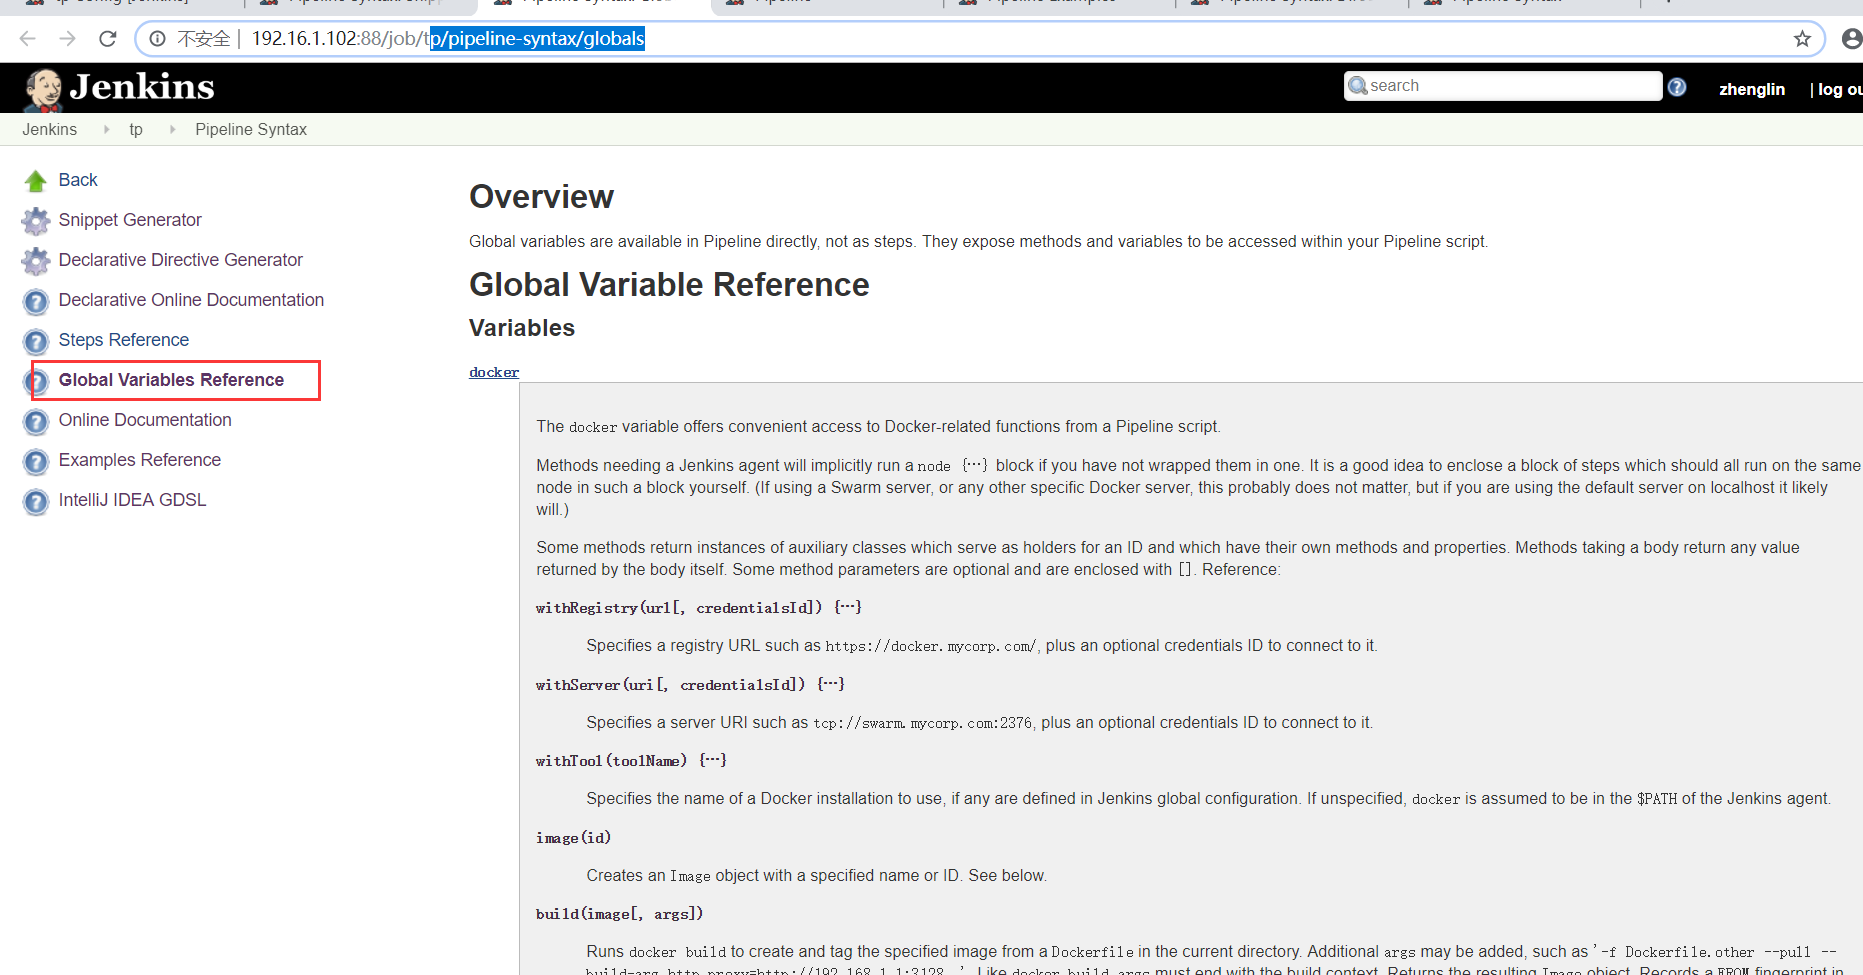 不安全 | 192.16.1.102:88/job/tp/pipeline-syntax/globals
Jenkins
search
zhenglin
| log ou
Jenkins
tp
Pipeline Syntax
Back
Snippet Generator
Declarative Directive Generator
Declarative Online Documentation
Steps Reference
Global Variables Reference
Online Documentation
Examples Reference
IntelliJ IDEA GDSL
Overview
Global variables are available in Pipeline directly, not as steps. They expose methods and variables to be accessed within your Pipeline script.
Global Variable Reference
Variables
docker
The docker variable offers convenient access to Docker-related functions from a Pipeline script.
Methods needing a Jenkins agent will implicitly run a node {…} block if you have not wrapped them in one. It is a good idea to enclose a block of steps which should all run on the same
node in such a block yourself. (If using a Swarm server, or any other specific Docker server, this probably does not matter, but if you are using the default server on localhost it likely
will.)
Some methods return instances of auxiliary classes which serve as holders for an ID and which have their own methods and properties. Methods taking a body return any value
returned by the body itself. Some method parameters are optional and are enclosed with []. Reference:
withRegistry(url[, credentialsId]) {…}
Specifies a registry URL such as https://docker.mycorp.com/, plus an optional credentials ID to connect to it.
withServer(uri[, credentialsId]) {…}
Specifies a server URI such as tcp://swarm.mycorp.com:2376, plus an optional credentials ID to connect to it.
withTool(toolName) {…}
Specifies the name of a Docker installation to use, if any are defined in Jenkins global configuration. If unspecified, docker is assumed to be in the $PATH of the Jenkins agent.
image(id)
Creates an Image object with a specified name or ID. See below.
build(image[, args])
Runs docker build to create and tag the specified image from a Dockerfile in the current directory. Additional args may be added, such as '-f Dockerfile.other --pull --
build-arg http_proxy=http://192.168.1.1:3128 .'. Like docker build, args must end with the build context. Returns the resulting Image object. Records a FROM fingerprint in